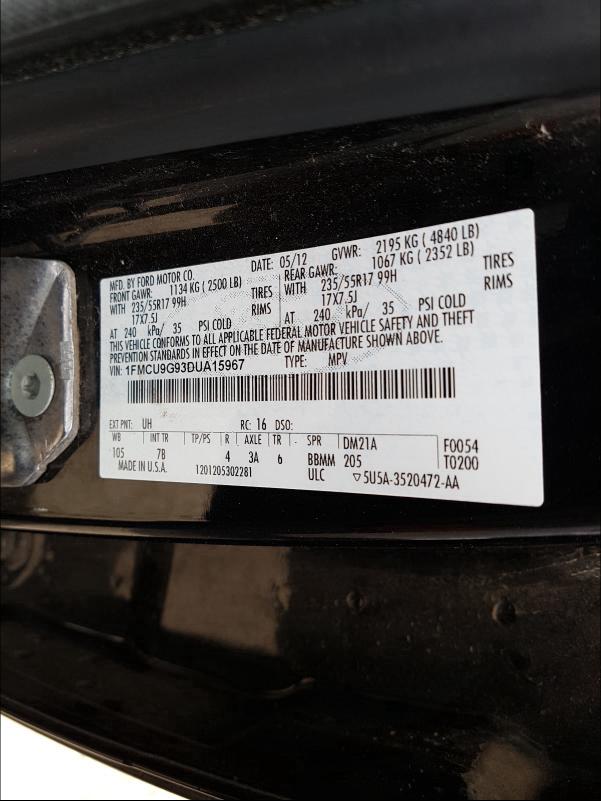 MFD. BY FORD MOTOR CO. DATE: 05/12 GVWR: 2195 KG ( 4840 LB)
FRONT GAWR: 1134 KG ( 2500 LB) REAR GAWR: 1067 KG ( 2352 LB)
WITH 235/55R17 99H TIRES WITH 235/55R17 99H TIRES
17X7.5J RIMS 17X7.5J RIMS
AT 240 kPa/ 35 PSI COLD AT 240 kPa/ 35 PSI COLD
THIS VEHICLE CONFORMS TO ALL APPLICABLE FEDERAL MOTOR VEHICLE SAFETY AND THEFT
PREVENTION STANDARDS IN EFFECT ON THE DATE OF MANUFACTURE SHOWN ABOVE.
VIN: 1FMCU9G93DUA15967 TYPE: MPV
EXT PNT: UH RC: 16 DSO:
WB INT TR TP/PS R AXLE TR - SPR DM21A F0054
105 7B 4 3A 6 BBMM 205 T0200
MADE IN U.S.A. 1201205302281 ULC ▽5U5A-3520472-AA